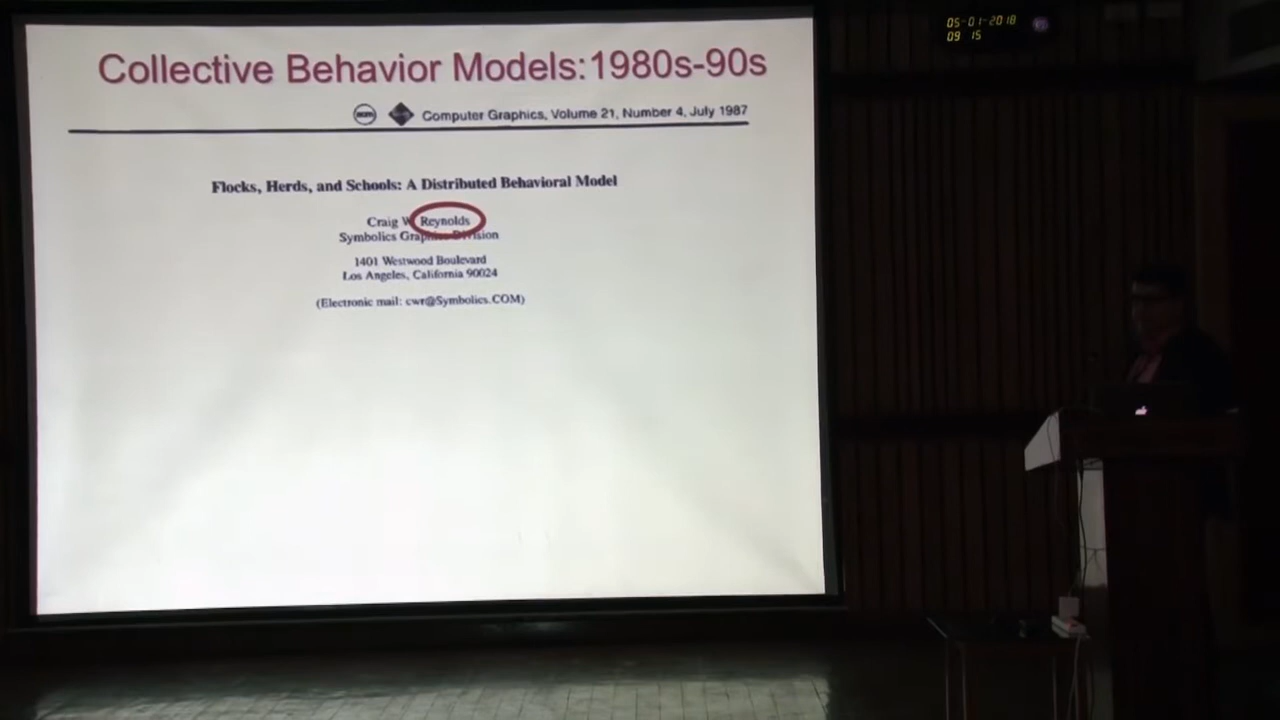 05-01-2018
09 15
Collective Behavior Models:1980s-90s
Computer Graphics, Volume 21, Number 4, July 1987
Flocks, Herds, and Schools: A Distributed Behavioral Model
Craig W. Reynolds
Symbolics Graphics Division
1401 Westwood Boulevard
Los Angeles, California 90024
(Electronic mail: cwr@Symbolics.COM)